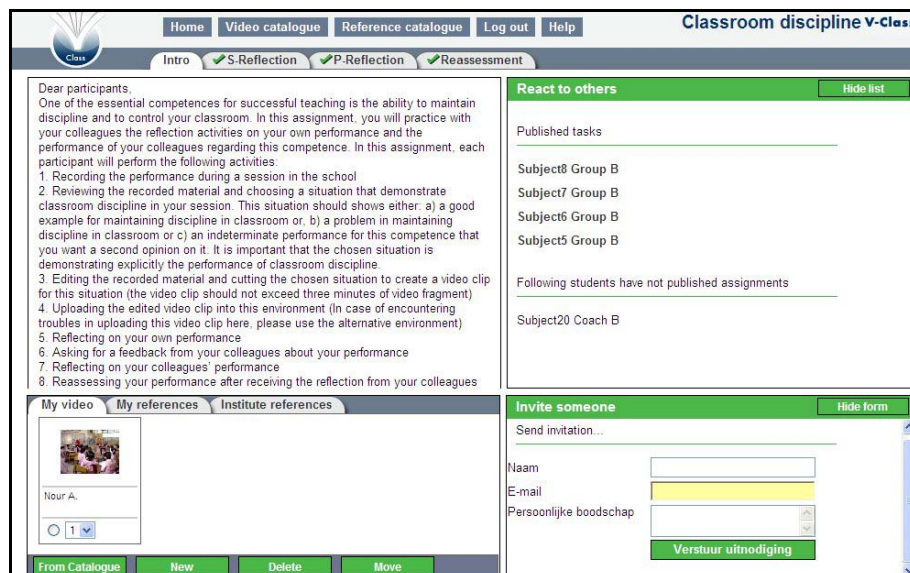 Home Video catalogue Reference catalogue Log out Help
Classroom discipline v-Clas
Class
Intro S-Reflection P-Reflection Reassessment
Dear participants,
One of the essential competences for successful teaching is the ability to maintain
discipline and to control your classroom. In this assignment, you will practice with
your colleagues the reflection activities on your own performance and the
performance of your colleagues regarding this competence. In this assignment, each
participant will perform the following activities:
1. Recording the performance during a session in the school
2. Reviewing the recorded material and choosing a situation that demonstrate
classroom discipline in your session. This situation should shows either: a) a good
example for maintaining discipline in classroom or, b) a problem in maintaining
discipline in classroom or c) an indeterminate performance for this competence that
you want a second opinion on it. It is important that the chosen situation is
demonstrating explicitly the performance of classroom discipline.
3. Editing the recorded material and cutting the chosen situation to create a video clip
for this situation (the video clip should not exceed three minutes of video fragment)
4. Uploading the edited video clip into this environment (In case of encountering
troubles in uploading this video clip here, please use the alternative environment)
5. Reflecting on your own performance
6. Asking for a feedback from your colleagues about your performance
7. Reflecting on your colleagues' performance
8. Reassessing your performance after receiving the reflection from your colleagues
React to others Hide list
Published tasks
Subject8 Group B
Subject7 Group B
Subject6 Group B
Subject5 Group B
Following students have not published assignments
Subject20 Coach B
My video My references Institute references
Nour A.
1
From Catalogue New Delete Move
Invite someone Hide form
Send invitation...
Naam
E-mail
Persoonlijke boodschap
Verstuur uitnodiging